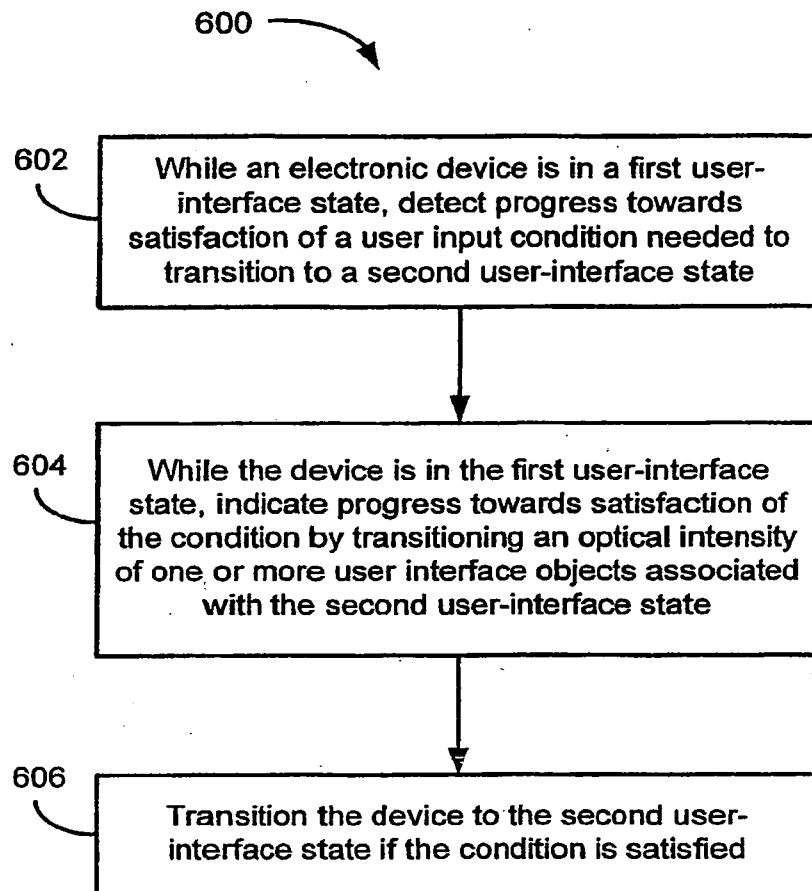 600
602
While an electronic device is in a first user-
interface state, detect progress towards
satisfaction of a user input condition needed to
transition to a second user-interface state
604
While the device is in the first user-interface
state, indicate progress towards satisfaction of
the condition by transitioning an optical intensity
of one or more user interface objects associated
with the second user-interface state
606
Transition the device to the second user-
interface state if the condition is satisfied